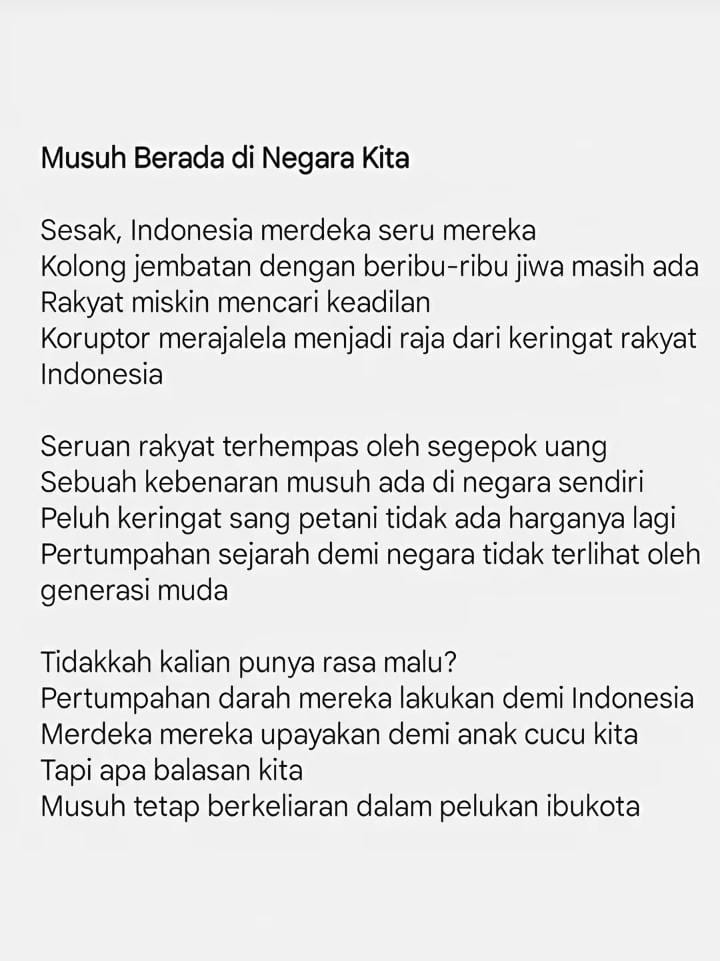 Musuh Berada di Negara Kita
Sesak, Indonesia merdeka seru mereka
Kolong jembatan dengan beribu-ribu jiwa masih ada
Rakyat miskin mencari keadilan
Koruptor merajalela menjadi raja dari keringat rakyat
Indonesia
Seruan rakyat terhempas oleh segepok uang
Sebuah kebenaran musuh ada di negara sendiri
Peluh keringat sang petani tidak ada harganya lagi
Pertumpahan sejarah demi negara tidak terlihat oleh
generasi muda
Tidakkah kalian punya rasa malu?
Pertumpahan darah mereka lakukan demi Indonesia
Merdeka mereka upayakan demi anak cucu kita
Tapi apa balasan kita
Musuh tetap berkeliaran dalam pelukan ibukota